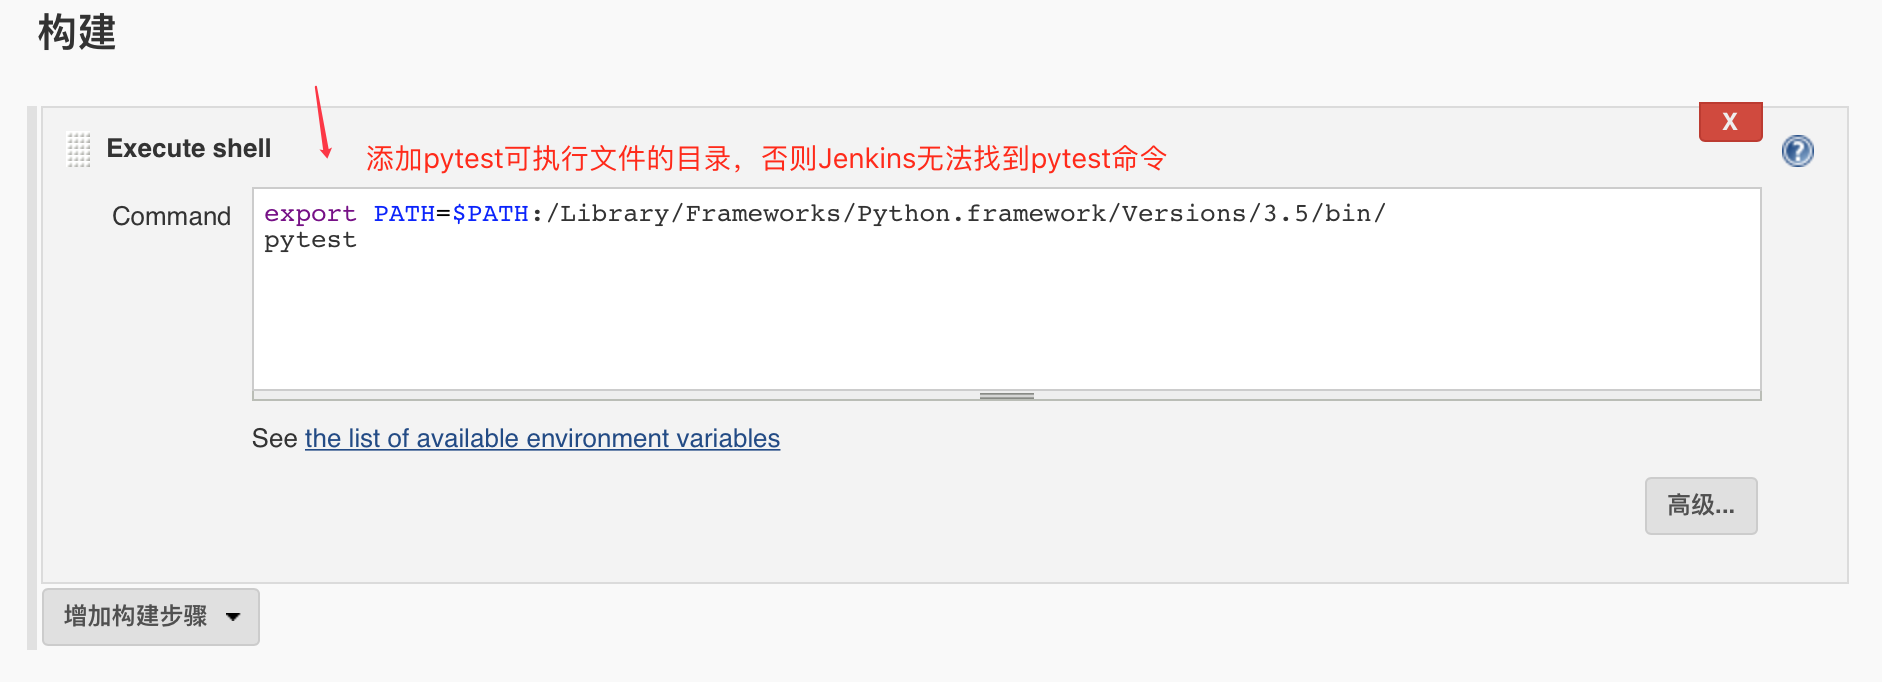 构建
X
Execute shell
添加pytest可执行文件的目录，否则Jenkins无法找到pytest命令
?
Command
export PATH=$PATH:/Library/Frameworks/Python.framework/Versions/3.5/bin/
pytest
See the list of available environment variables
高级...
增加构建步骤